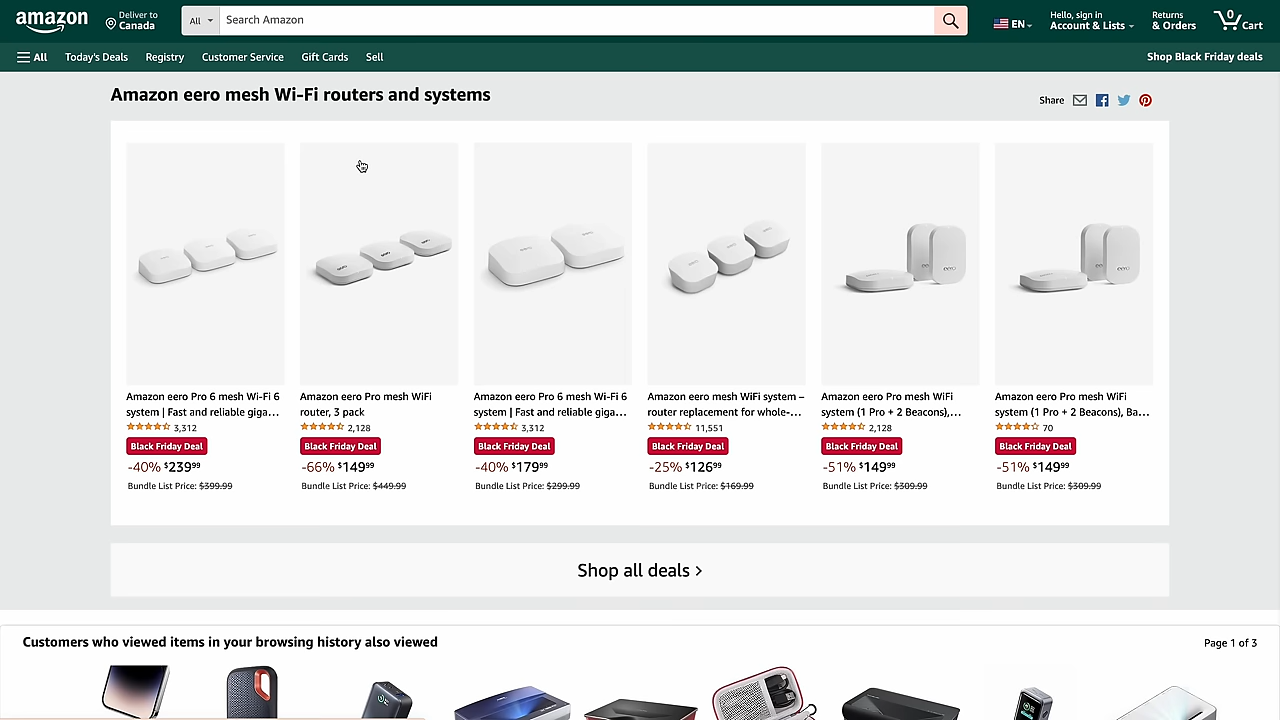 amazon
Deliver to
Canada
All
Search Amazon
EN
Hello, sign in
Account & Lists
Returns
& Orders
0
Cart
All
Today's Deals
Registry
Customer Service
Gift Cards
Sell
Shop Black Friday deals
Amazon eero mesh Wi-Fi routers and systems
Share
Amazon eero Pro 6 mesh Wi-Fi 6
system | Fast and reliable giga...
3,312
Black Friday Deal
-40% $239 99
Bundle List Price: $399.99
Amazon eero Pro mesh WiFi
router, 3 pack
2,128
Black Friday Deal
-66% $149 99
Bundle List Price: $449.99
Amazon eero Pro 6 mesh Wi-Fi 6
system | Fast and reliable giga...
3,312
Black Friday Deal
-40% $179 99
Bundle List Price: $299.99
Amazon eero mesh WiFi system –
router replacement for whole-...
11,551
Black Friday Deal
-25% $126 99
Bundle List Price: $169.99
Amazon eero Pro mesh WiFi
system (1 Pro + 2 Beacons),...
2,128
Black Friday Deal
-51% $149 99
Bundle List Price: $309.99
Amazon eero Pro mesh WiFi
system (1 Pro + 2 Beacons), Ba...
70
Black Friday Deal
-51% $149 99
Bundle List Price: $309.99
Shop all deals ›
Customers who viewed items in your browsing history also viewed
Page 1 of 3